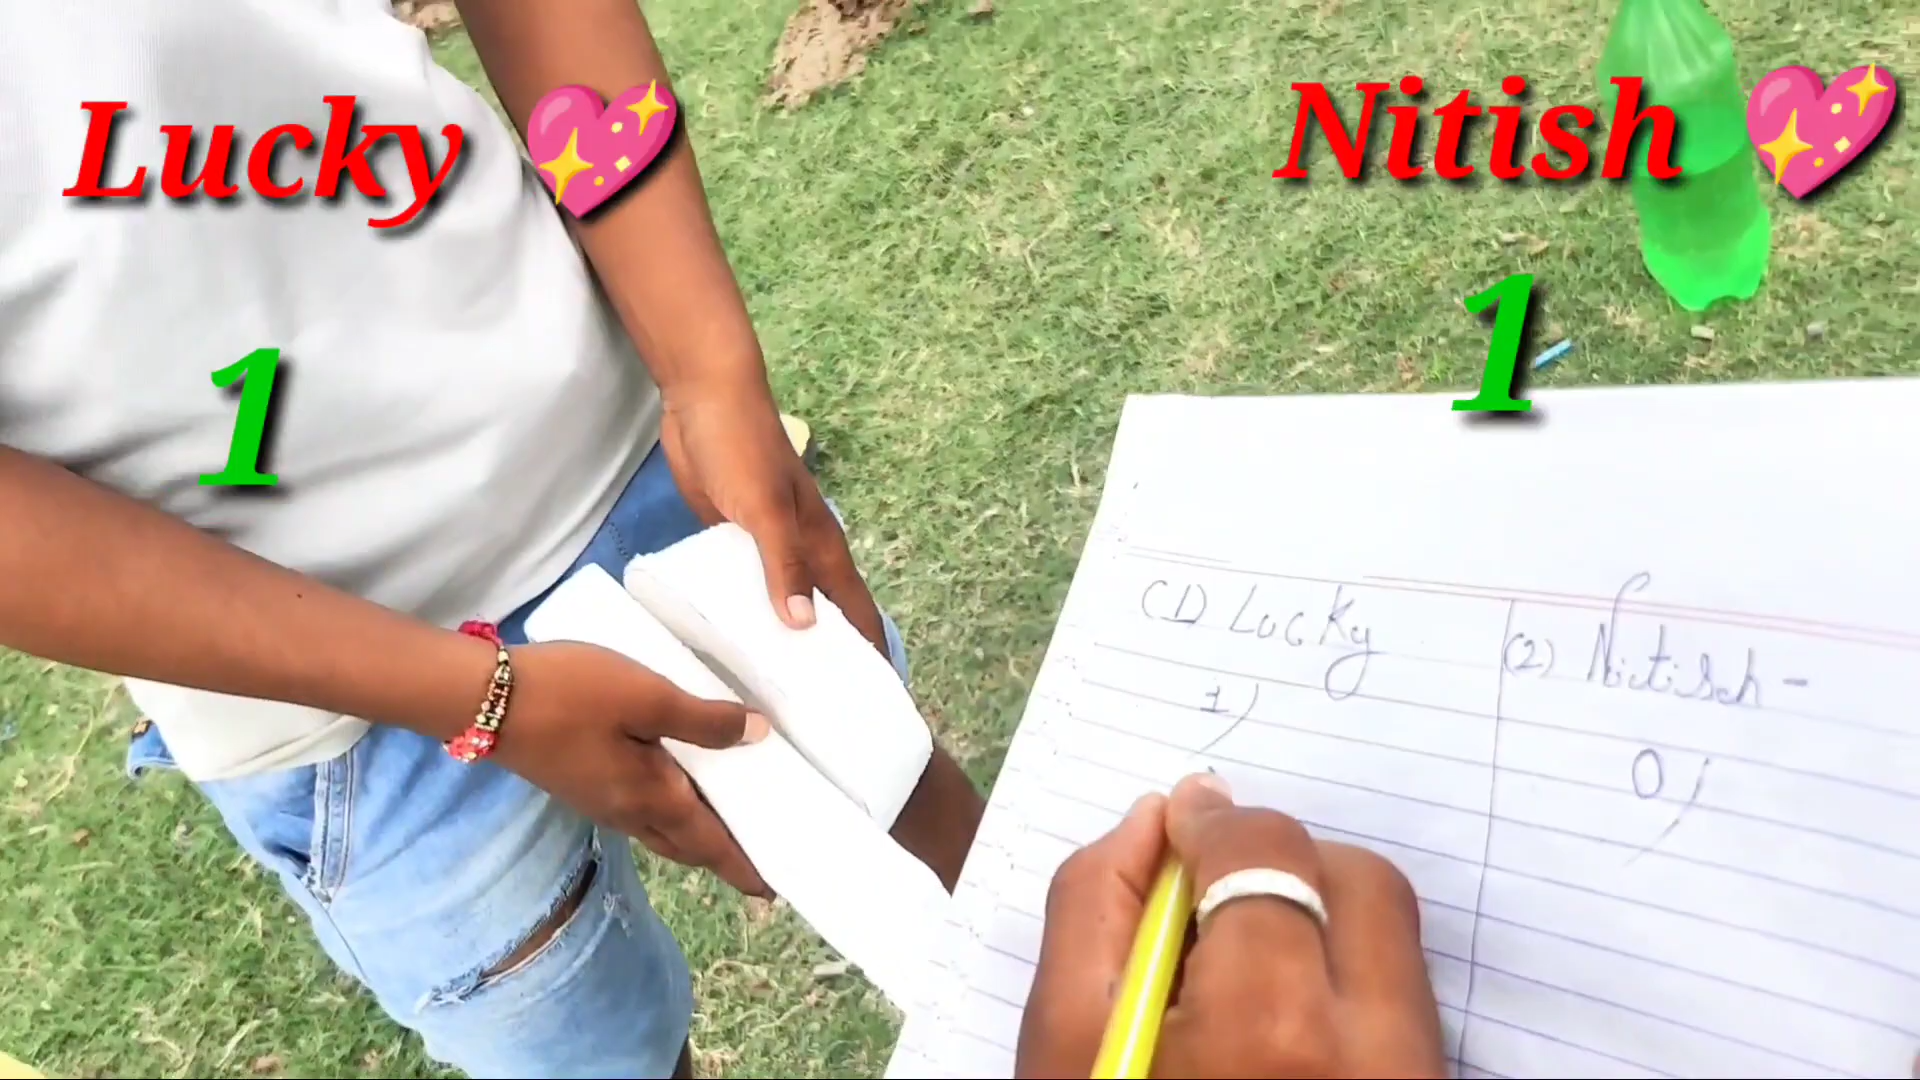 Lucky 💖
Nitish 💖
1
1
(1) Lucky
(2) Nitish -
1)
0)